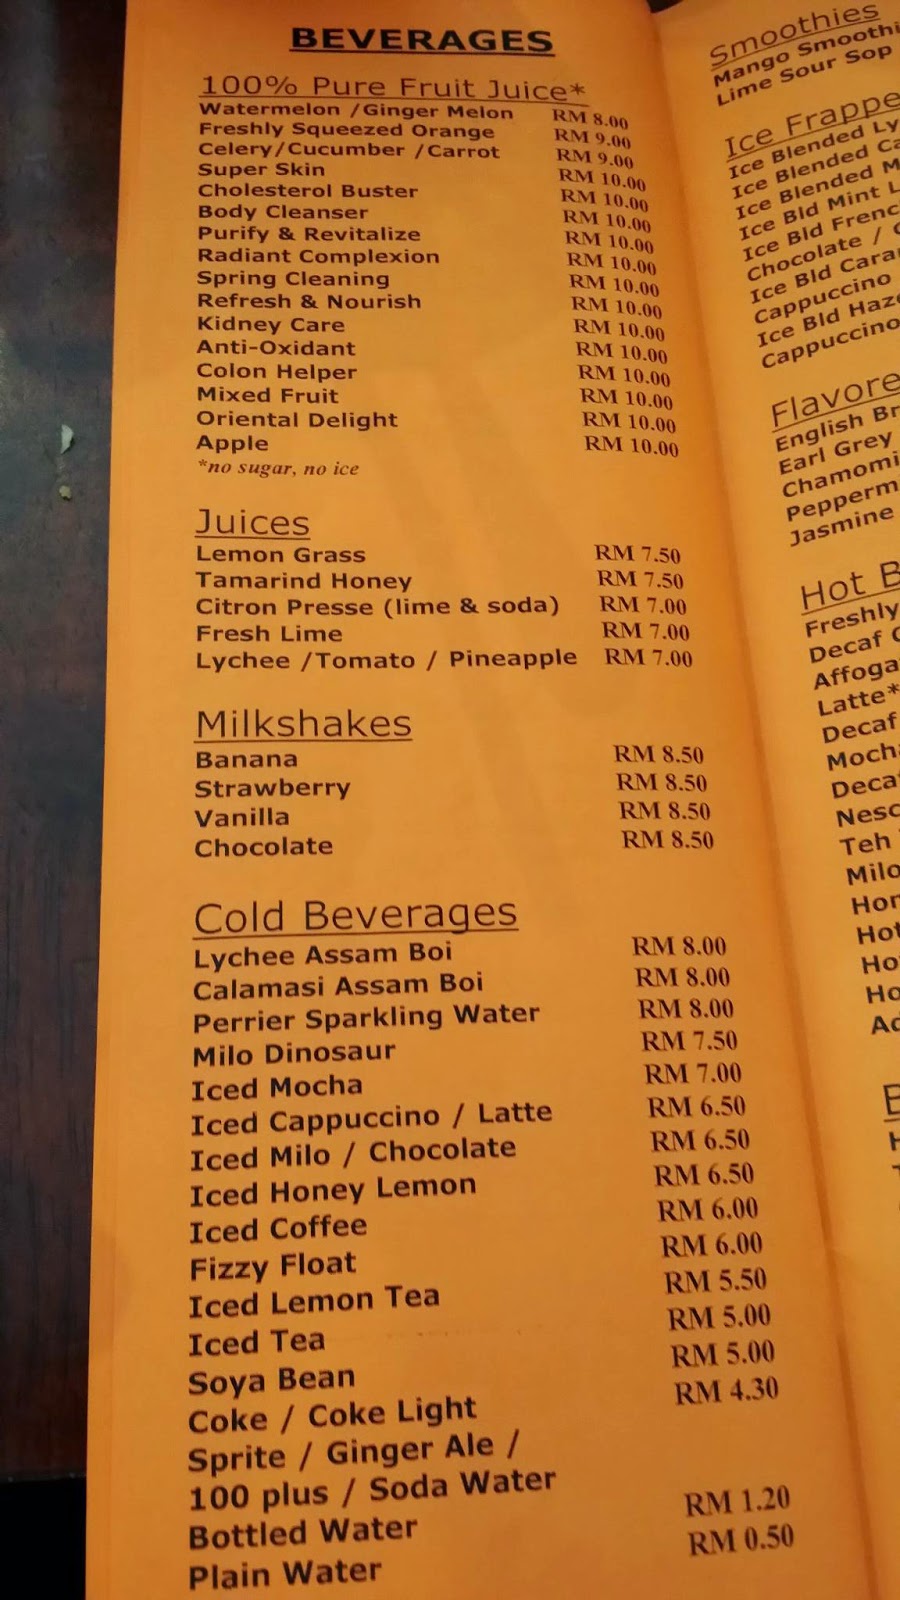 BEVERAGES
100% Pure Fruit Juice*
Watermelon /Ginger Melon RM 8.00
Freshly Squeezed Orange RM 9.00
Celery/Cucumber /Carrot RM 9.00
Super Skin RM 10.00
Cholesterol Buster RM 10.00
Body Cleanser RM 10.00
Purify & Revitalize RM 10.00
Radiant Complexion RM 10.00
Spring Cleaning RM 10.00
Refresh & Nourish RM 10.00
Kidney Care RM 10.00
Anti-Oxidant RM 10.00
Colon Helper RM 10.00
Mixed Fruit RM 10.00
Oriental Delight RM 10.00
Apple RM 10.00
*no sugar, no ice
Juices
Lemon Grass RM 7.50
Tamarind Honey RM 7.50
Citron Presse (lime & soda) RM 7.00
Fresh Lime RM 7.00
Lychee /Tomato / Pineapple RM 7.00
Milkshakes
Banana RM 8.50
Strawberry RM 8.50
Vanilla RM 8.50
Chocolate RM 8.50
Cold Beverages
Lychee Assam Boi RM 8.00
Calamasi Assam Boi RM 8.00
Perrier Sparkling Water RM 8.00
Milo Dinosaur RM 7.50
Iced Mocha RM 7.00
Iced Cappuccino / Latte RM 6.50
Iced Milo / Chocolate RM 6.50
Iced Honey Lemon RM 6.50
Iced Coffee RM 6.00
Fizzy Float RM 6.00
Iced Lemon Tea RM 5.50
Iced Tea RM 5.00
Soya Bean RM 5.00
Coke / Coke Light RM 4.30
Sprite / Ginger Ale /
100 plus / Soda Water
Bottled Water RM 1.20
Plain Water RM 0.50
Smoothies
Mango Smoothi
Lime Sour Sop
Ice Frappe
Ice Blended Ly
Ice Blended Ca
Ice Blended M
Ice Bld Mint L
Ice Bld Frenc
Chocolate / C
Ice Bld Cara
Cappuccino
Ice Bld Haz
Cappuccino
Flavore
English Br
Earl Grey
Chamomi
Pepperm
Jasmine
Hot B
Freshly
Decaf C
Affoga
Latte*
Decaf
Moch
Deca
Nesc
Teh
Milo
Hor
Hot
Ho
Ho
Ad
B
H